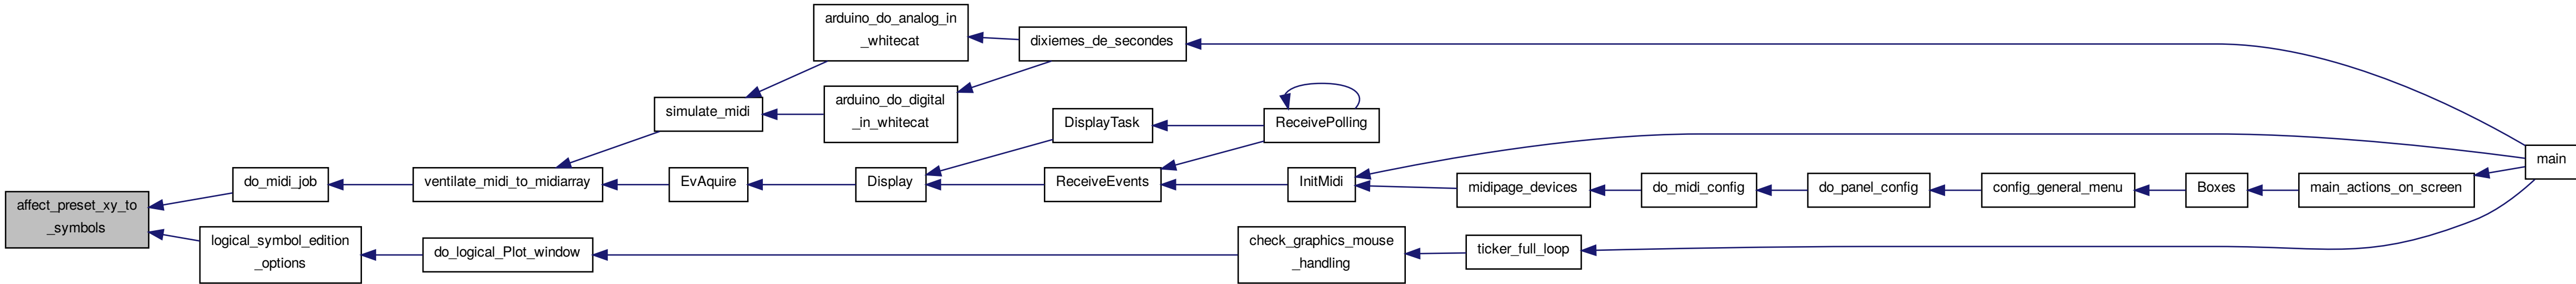 affect_preset_xy_to
_symbols
do_midi_job
logical_symbol_edition
_options
ventilate_midi_to_midiarray
do_logical_Plot_window
simulate_midi
EvAquire
arduino_do_analog_in
_whitecat
arduino_do_digital
_in_whitecat
Display
dixiemes_de_secondes
DisplayTask
ReceiveEvents
ReceivePolling
InitMidi
check_graphics_mouse
_handling
midipage_devices
ticker_full_loop
do_midi_config
do_panel_config
config_general_menu
Boxes
main_actions_on_screen
main